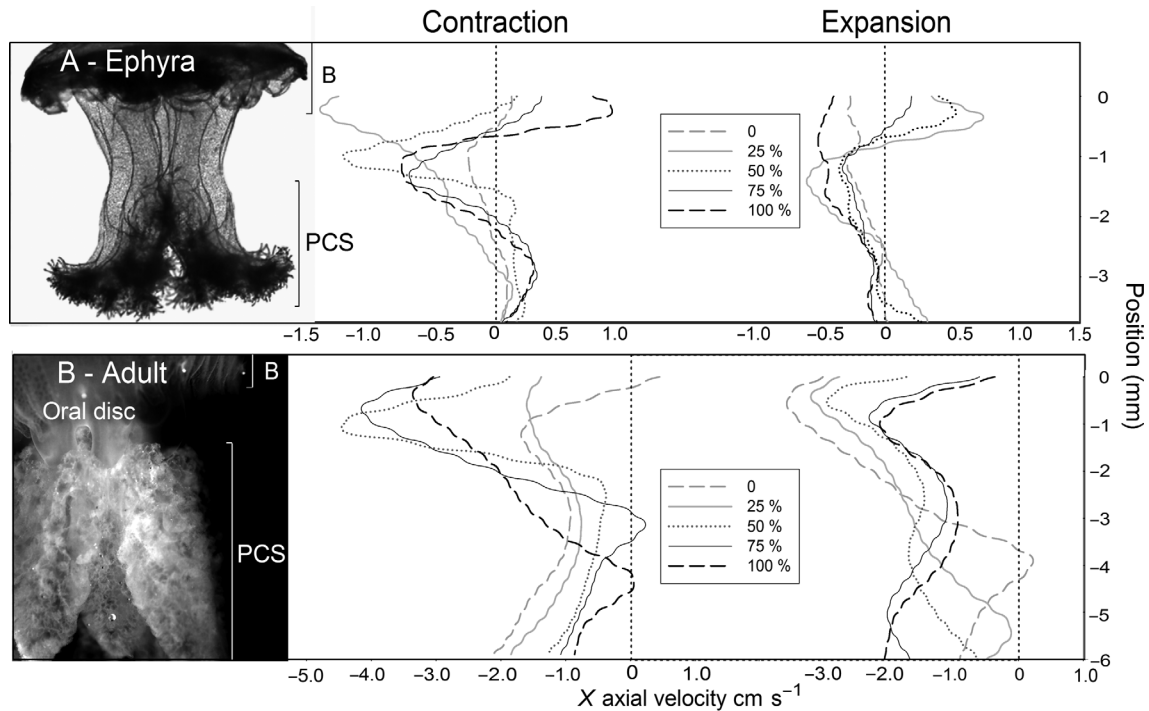 Contraction Expansion
A - Ephyra
B
PCS
0
25 %
50 %
75 %
100 %
0
−1
−2
−3
−1.5 −1.0 −0.5 0 0.5 1.0 −1.0 −0.5 0 0.5 1.0 1.5
Position (mm)
B - Adult
B
Oral disc
PCS
0
25 %
50 %
75 %
100 %
0
−1
−2
−3
−4
−5
−6
−5.0 −4.0 −3.0 −2.0 −1.0 0 1.0 −3.0 −2.0 −1.0 0 1.0
X axial velocity cm s−1